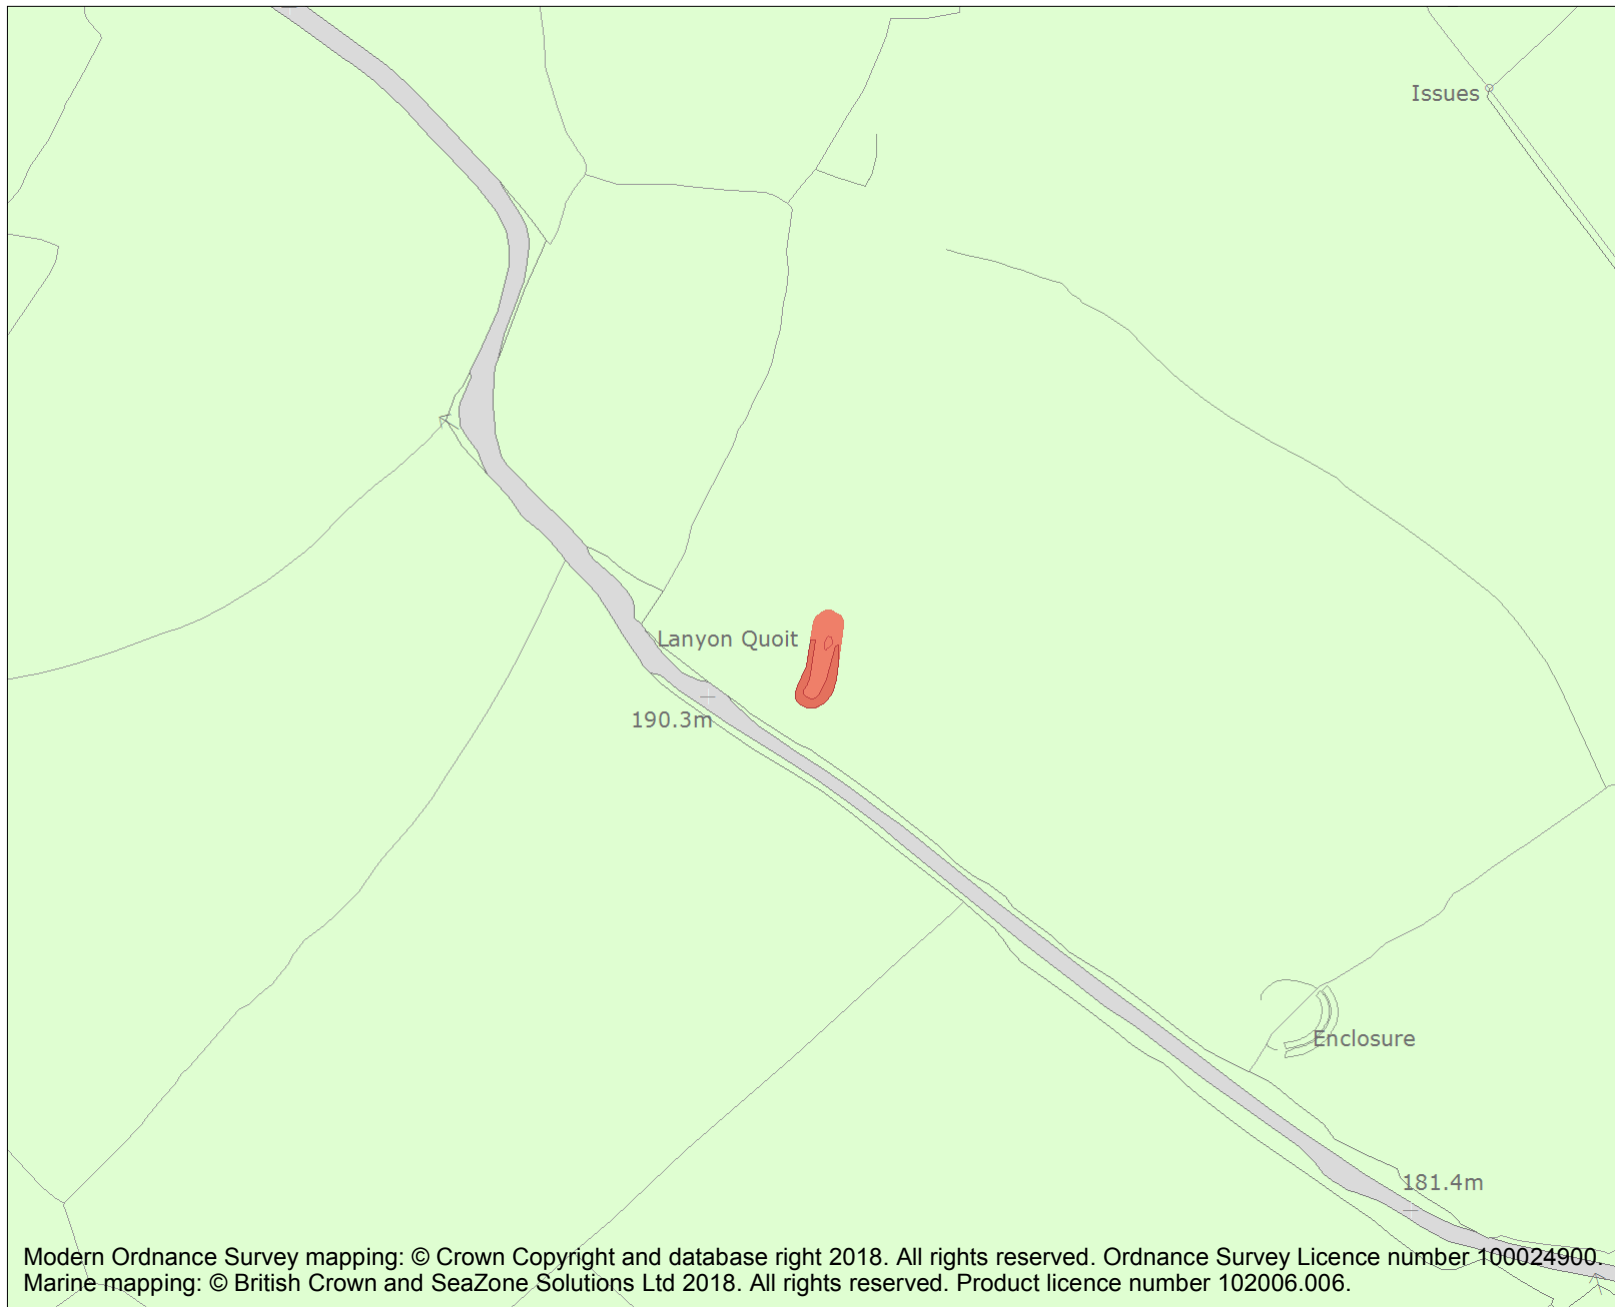 Issues
Lanyon Quoit
190.3m
Enclosure
181.4m
Modern Ordnance Survey mapping: © Crown Copyright and database right 2018. All rights reserved. Ordnance Survey Licence number 100024900.
Marine mapping: © British Crown and SeaZone Solutions Ltd 2018. All rights reserved. Product licence number 102006.006.